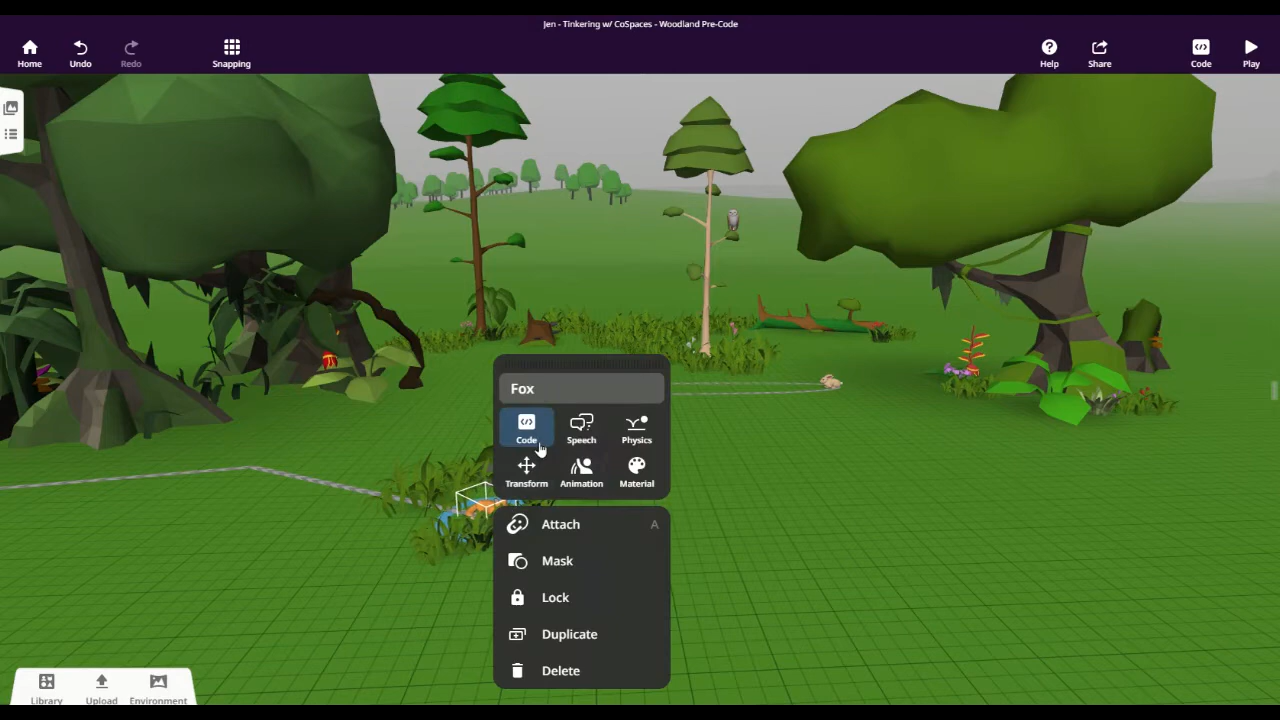 Jen - Tinkering w/ CoSpaces - Woodland Pre-Code
Home Undo Redo Snapping Help Share Code Play
Fox
Code Speech Physics
Transform Animation Material
Attach A
Mask
Lock
Duplicate
Delete
Library Upload Environment